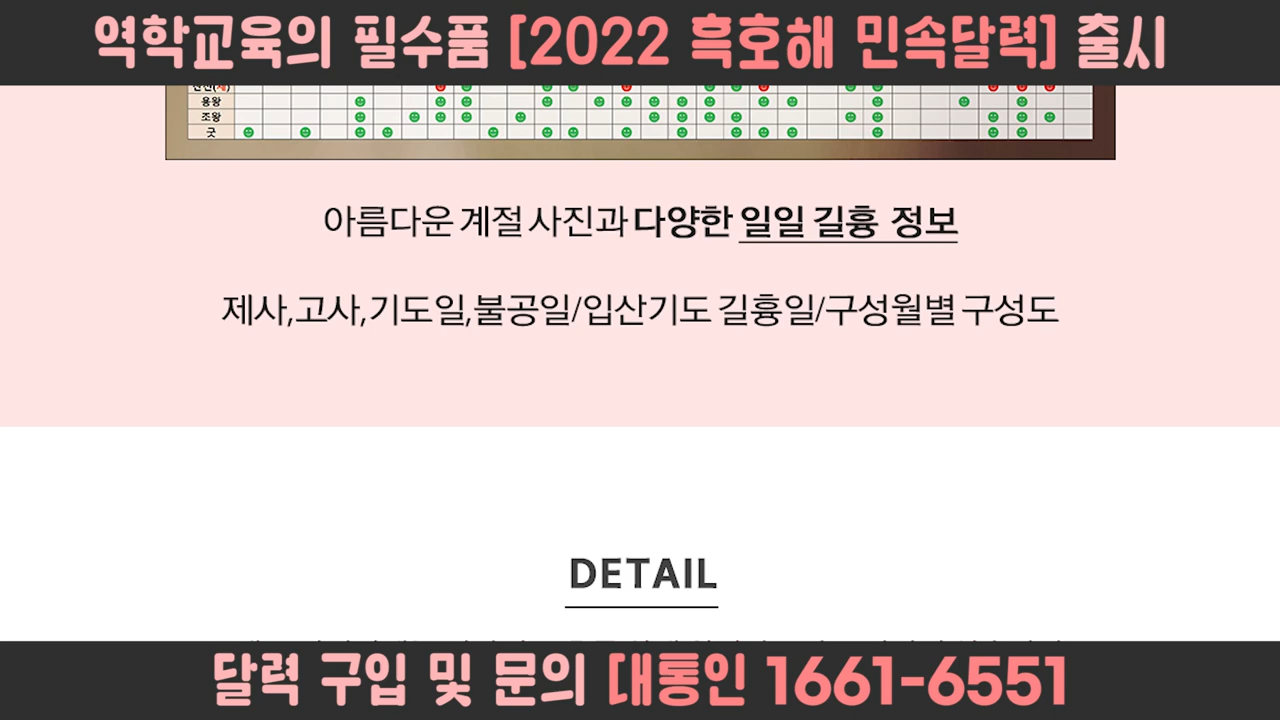 역학교육의 필수품 [2022 흑호해 민속달력] 출시
용왕
조왕
굿
아름다운 계절 사진과 다양한 일일 길흉 정보
제사,고사,기도일,불공일/입산기도 길흉일/구성월별 구성도
DETAIL
달력 구입 및 문의 대통인 1661-6551